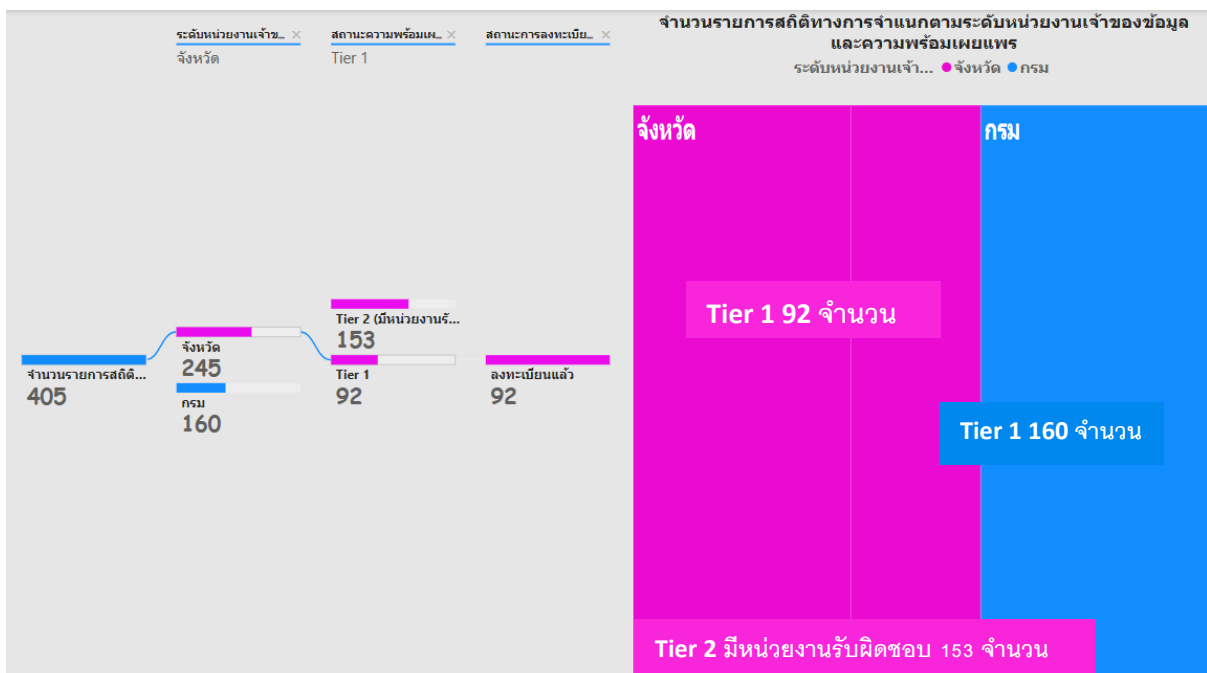 ระดับหน่วยงานเจ้าข... ×
จังหวัด
สถานะความพร้อมเผ... ×
Tier 1
สถานะการลงทะเบีย... ×
จำนวนรายการสถิติ...
405
จังหวัด
245
กรม
160
Tier 2 (มีหน่วยงานรั...
153
Tier 1
92
ลงทะเบียนแล้ว
92
จำนวนรายการสถิติทางการจำแนกตามระดับหน่วยงานเจ้าของข้อมูล
และความพร้อมเผยแพร
ระดับหน่วยงานเจ้า... จังหวัด กรม
จังหวัด
กรม
Tier 1 92 จำนวน
Tier 1 160 จำนวน
Tier 2 มีหน่วยงานรับผิดชอบ 153 จำนวน